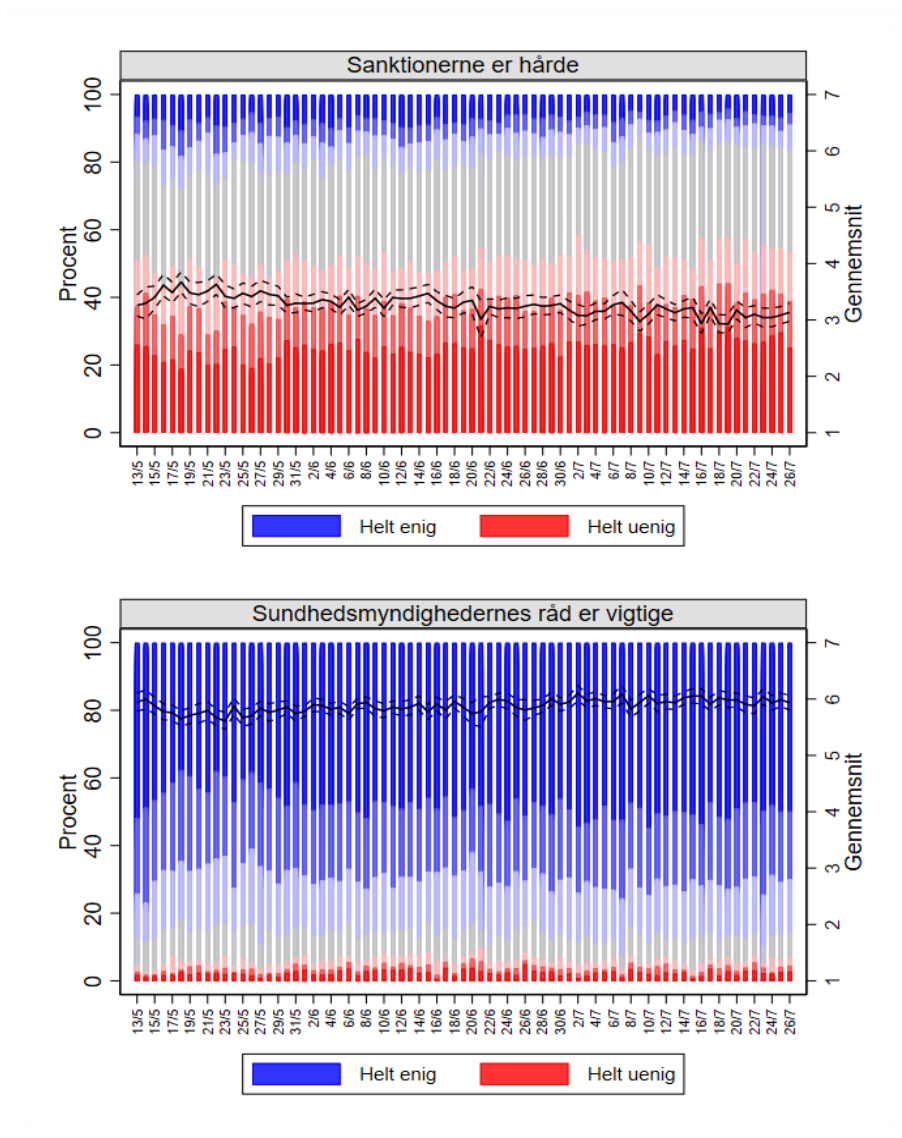 Sanktionerne er hårde
Procent
100
80
60
40
20
0
7
6
5
4
3
2
1
Gennemsnit
13/5 15/5 17/5 19/5 21/5 23/5 25/5 27/5 29/5 31/5 2/6 4/6 6/6 8/6 10/6 12/6 14/6 16/6 18/6 20/6 22/6 24/6 26/6 28/6 30/6 2/7 4/7 6/7 8/7 10/7 12/7 14/7 16/7 18/7 20/7 22/7 24/7 26/7
Helt enig Helt uenig
Sundhedsmyndighedernes råd er vigtige
Procent
100
80
60
40
20
0
7
6
5
4
3
2
1
Gennemsnit
13/5 15/5 17/5 19/5 21/5 23/5 25/5 27/5 29/5 31/5 2/6 4/6 6/6 8/6 10/6 12/6 14/6 16/6 18/6 20/6 22/6 24/6 26/6 28/6 30/6 2/7 4/7 6/7 8/7 10/7 12/7 14/7 16/7 18/7 20/7 22/7 24/7 26/7
Helt enig Helt uenig